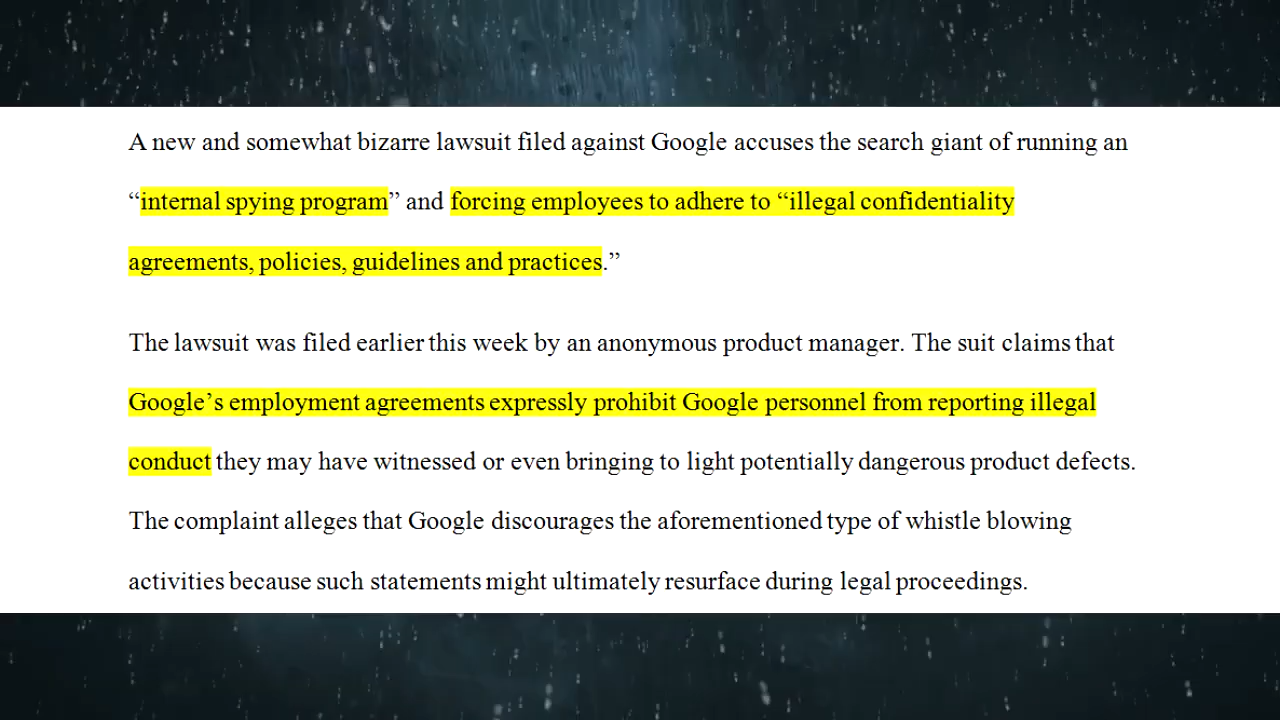 A new and somewhat bizarre lawsuit filed against Google accuses the search giant of running an
“internal spying program” and forcing employees to adhere to “illegal confidentiality
agreements, policies, guidelines and practices.”
The lawsuit was filed earlier this week by an anonymous product manager. The suit claims that
Google’s employment agreements expressly prohibit Google personnel from reporting illegal
conduct they may have witnessed or even bringing to light potentially dangerous product defects.
The complaint alleges that Google discourages the aforementioned type of whistle blowing
activities because such statements might ultimately resurface during legal proceedings.